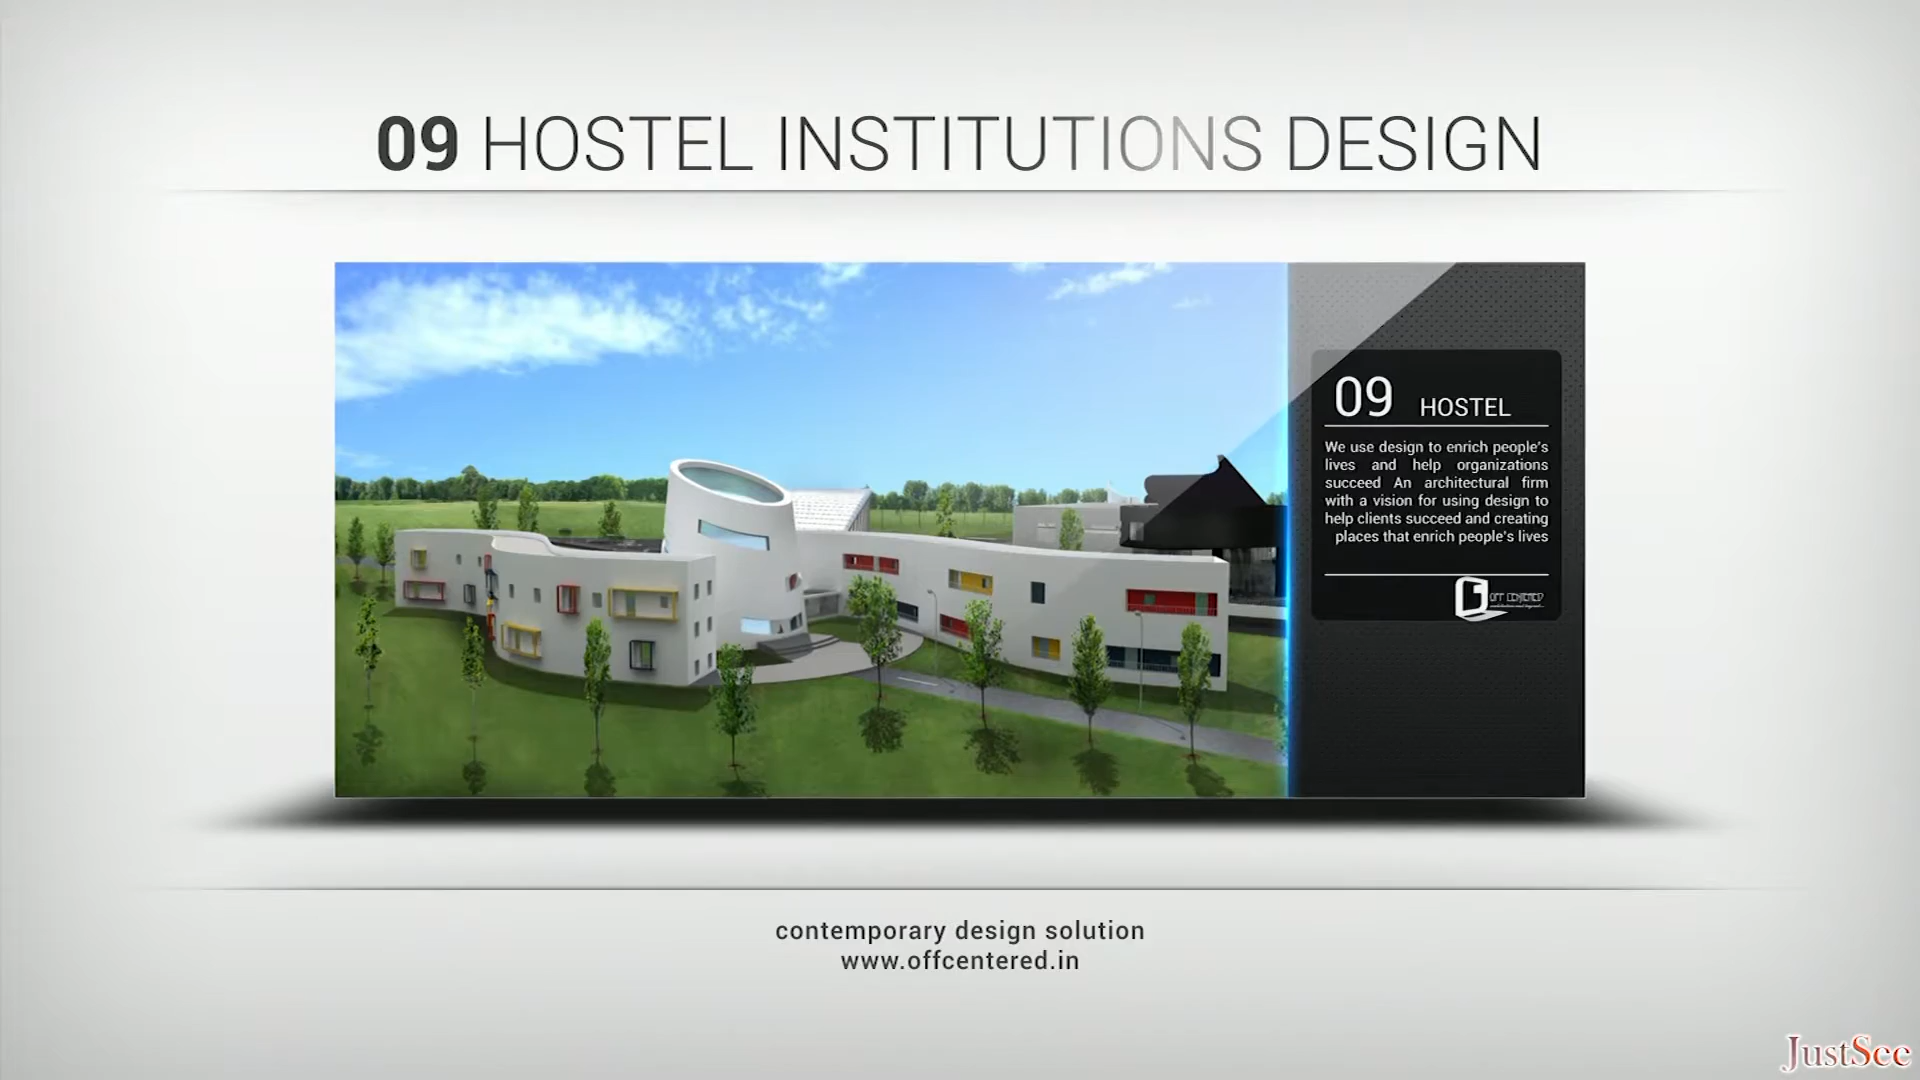 09 HOSTEL INSTITUTIONS DESIGN
09 HOSTEL
We use design to enrich people's
lives and help organizations
succeed An architectural firm
with a vision for using design to
help clients succeed and creating
places that enrich people's lives
OFF CENTERED
contemporary design solution
www.offcentered.in
JustSee